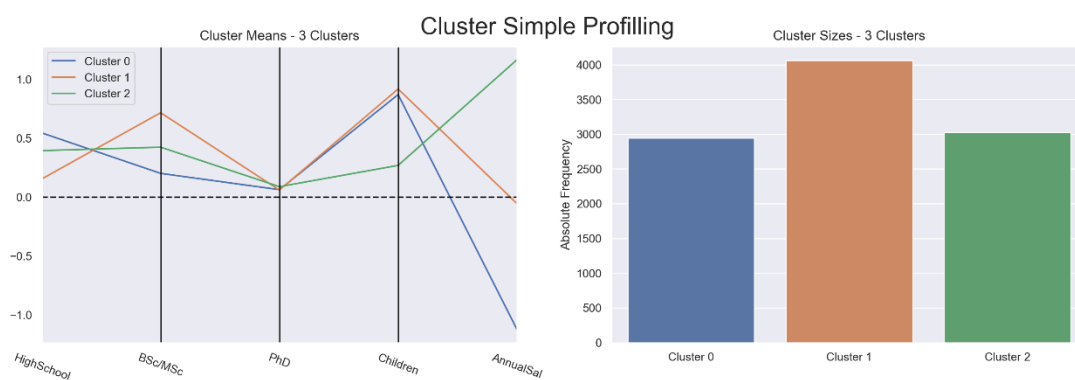 Cluster Simple Profilling
Cluster Means - 3 Clusters
Cluster 0
Cluster 1
Cluster 2
1.0
0.5
0.0
−0.5
−1.0
HighSchool
BSc/MSc
PhD
Children
AnnualSal
Cluster Sizes - 3 Clusters
Absolute Frequency
4000
3500
3000
2500
2000
1500
1000
500
0
Cluster 0
Cluster 1
Cluster 2